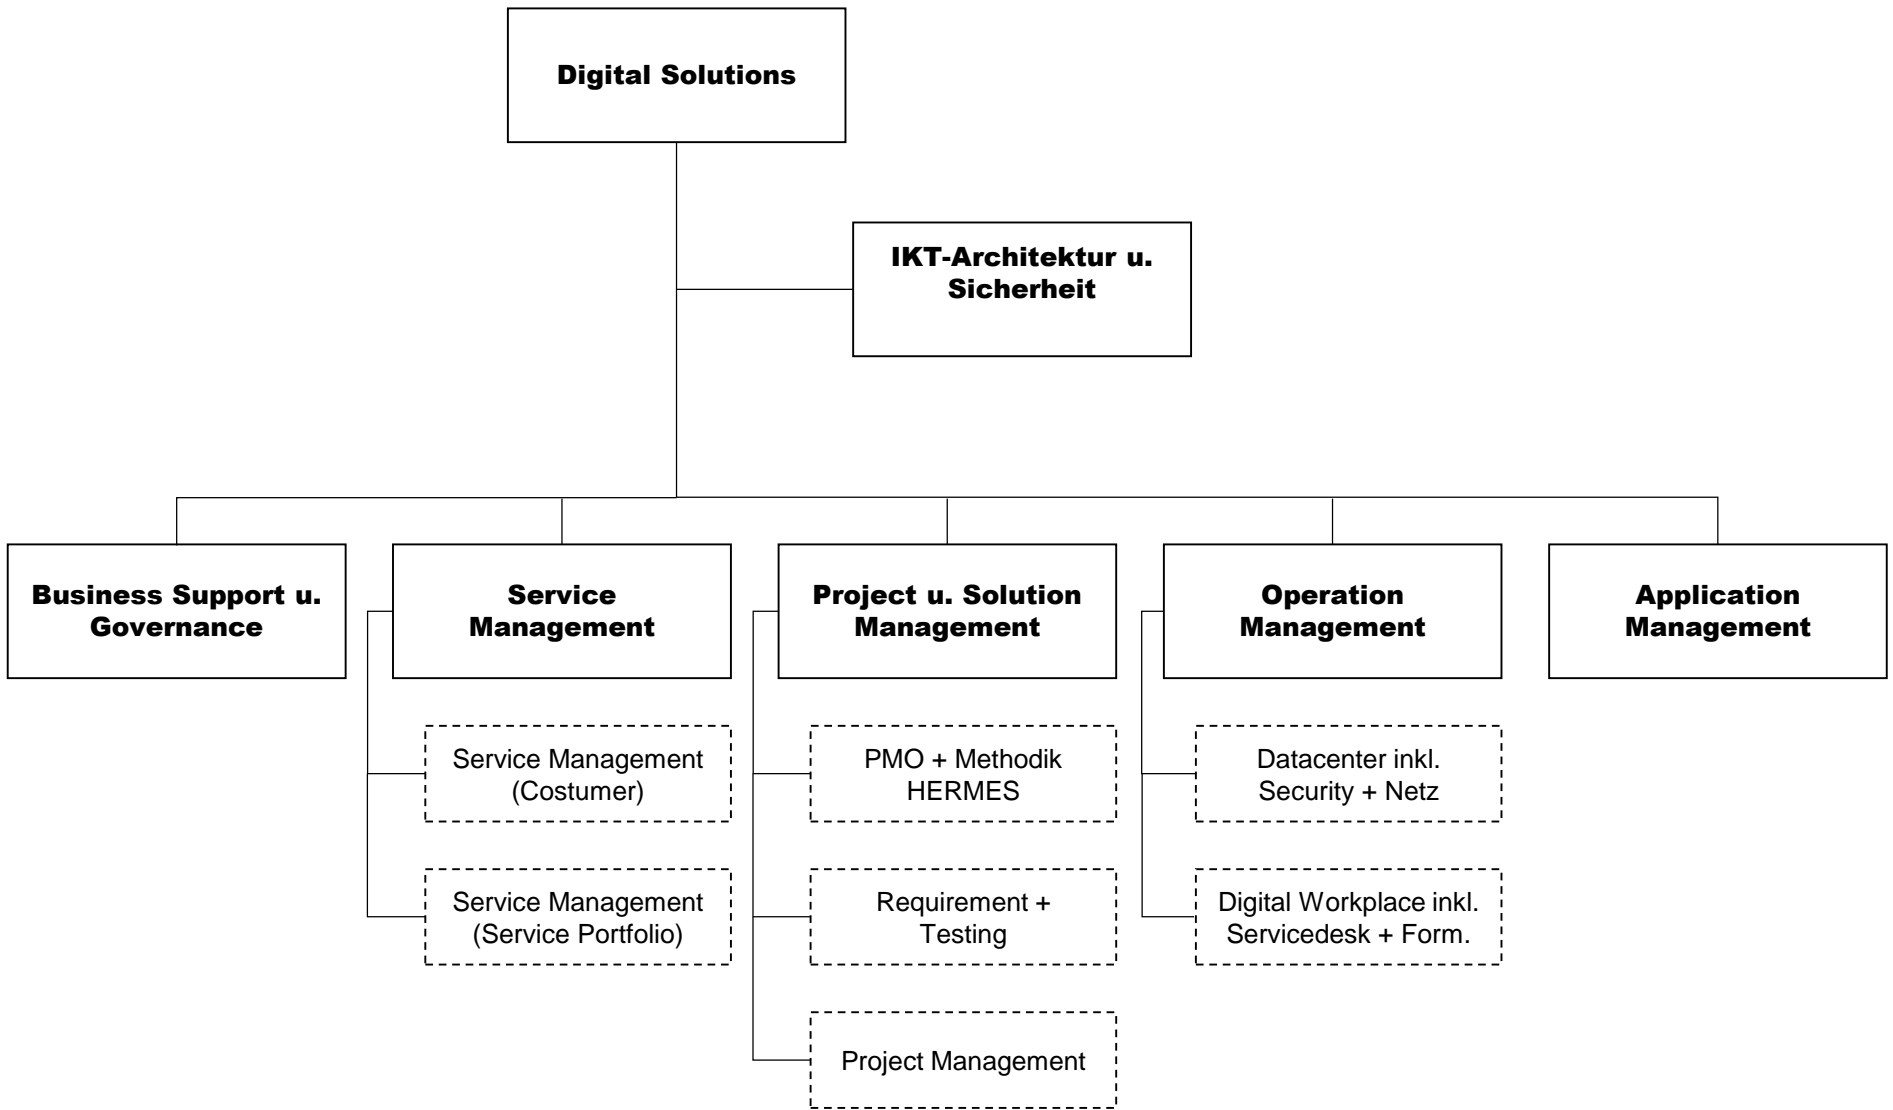 Digital Solutions
IKT-Architektur u.
Sicherheit
Business Support u.
Governance
Service
Management
Project u. Solution
Management
Operation
Management
Application
Management
Service Management
(Costumer)
PMO + Methodik
HERMES
Datacenter inkl.
Security + Netz
Service Management
(Service Portfolio)
Requirement +
Testing
Digital Workplace inkl.
Servicedesk + Form.
Project Management